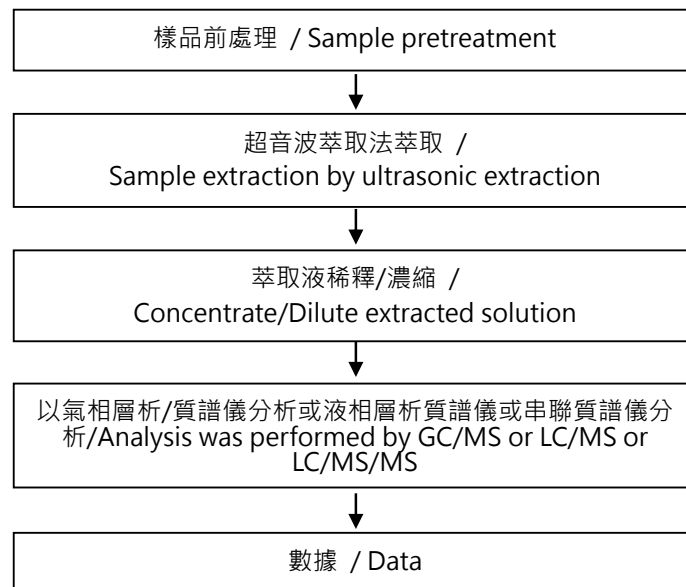 樣品前處理 / Sample pretreatment
超音波萃取法萃取 /
Sample extraction by ultrasonic extraction
萃取液稀釋/濃縮 /
Concentrate/Dilute extracted solution
以氣相層析/質譜儀分析或液相層析質譜儀或串聯質譜儀分
析/Analysis was performed by GC/MS or LC/MS or
LC/MS/MS
數據 / Data